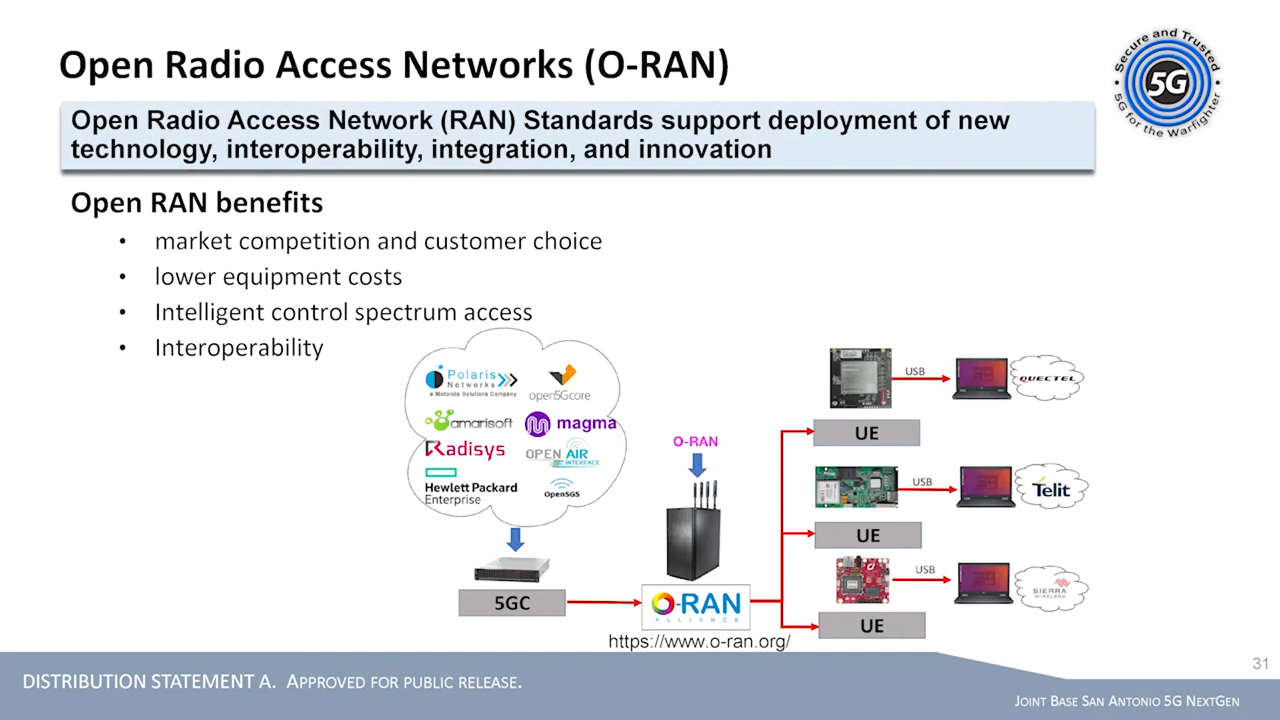 Open Radio Access Networks (O-RAN)
Secure and Trusted
5G
5G for the Warfighter
Open Radio Access Network (RAN) Standards support deployment of new
technology, interoperability, integration, and innovation
Open RAN benefits
• market competition and customer choice
• lower equipment costs
• Intelligent control spectrum access
• Interoperability
Polaris
Networks
a Motorola Solutions Company
open5Gcore
amarisoft
magma
Radisys
OPEN AIR
INTERFACE
Hewlett Packard
Enterprise
Open5GS
5GC
O-RAN
O-RAN
ALLIANCE
https://www.o-ran.org/
USB
QUECTEL
UE
USB
Telit
UE
USB
SIERRA
WIRELESS
UE
31
DISTRIBUTION STATEMENT A. APPROVED FOR PUBLIC RELEASE.
JOINT BASE SAN ANTONIO 5G NEXTGEN